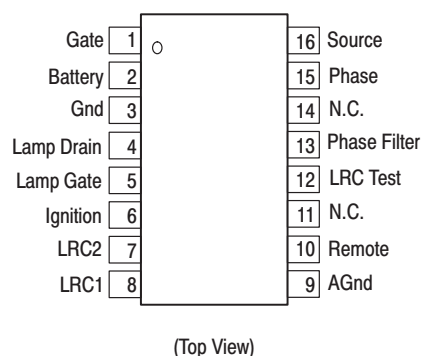 Gate 1 16 Source
Battery 2 15 Phase
Gnd 3 14 N.C.
Lamp Drain 4 13 Phase Filter
Lamp Gate 5 12 LRC Test
Ignition 6 11 N.C.
LRC2 7 10 Remote
LRC1 8 9 AGnd
(Top View)